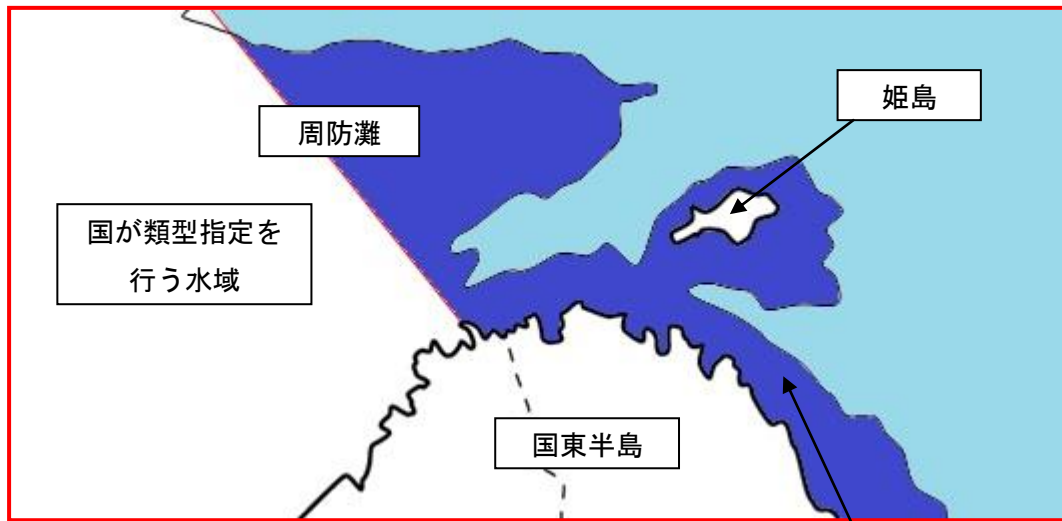 姫島
周防灘
国が類型指定を
行う水域
国東半島